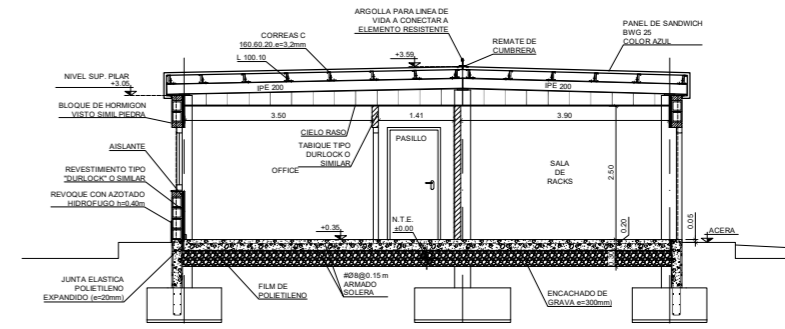 ARGOLLA PARA LINEA DE
VIDA A CONECTAR A
ELEMENTO RESISTENTE
CORREAS C
160.60.20.e=3,2mm
L 100.10
REMATE DE
CUMBRERA
PANEL DE SANDWICH
BWG 25
COLOR AZUL
+3.59
NIVEL SUP. PILAR
+3.05
IPE 200
IPE 200
BLOQUE DE HORMIGON
VISTO SIMIL PIEDRA
3.50
1.41
3.90
CIELO RASO
TABIQUE TIPO
DURLOCK O
SIMILAR
PASILLO
AISLANTE
OFFICE
SALA
DE
RACKS
2.50
REVESTIMIENTO TIPO
"DURLOCK" O SIMILAR
REVOQUE CON AZOTADO
HIDROFUGO h=0.40m
+0.35
N.T.E.
±0.00
0.20
0.05
ACERA
JUNTA ELASTICA
POLIETILENO
EXPANDIDO (e=20mm)
FILM DE
POLIETILENO
#Ø8@0.15 m
ARMADO
SOLERA
ENCACHADO DE
GRAVA (e=300mm)